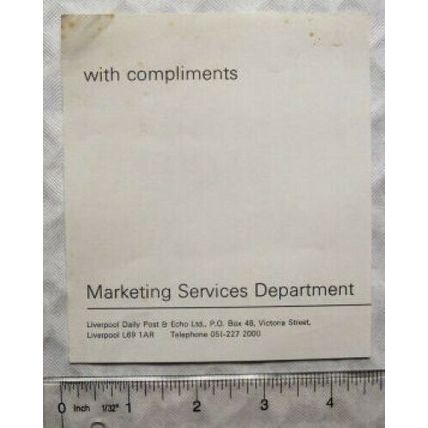 with compliments
Marketing Services Department
Liverpool Daily Post & Echo Ltd., P.O. Box 48, Victoria Street,
Liverpool L69 1AR Telephone 051-227 2000
0 Inch 1/32" 1 2 3 4